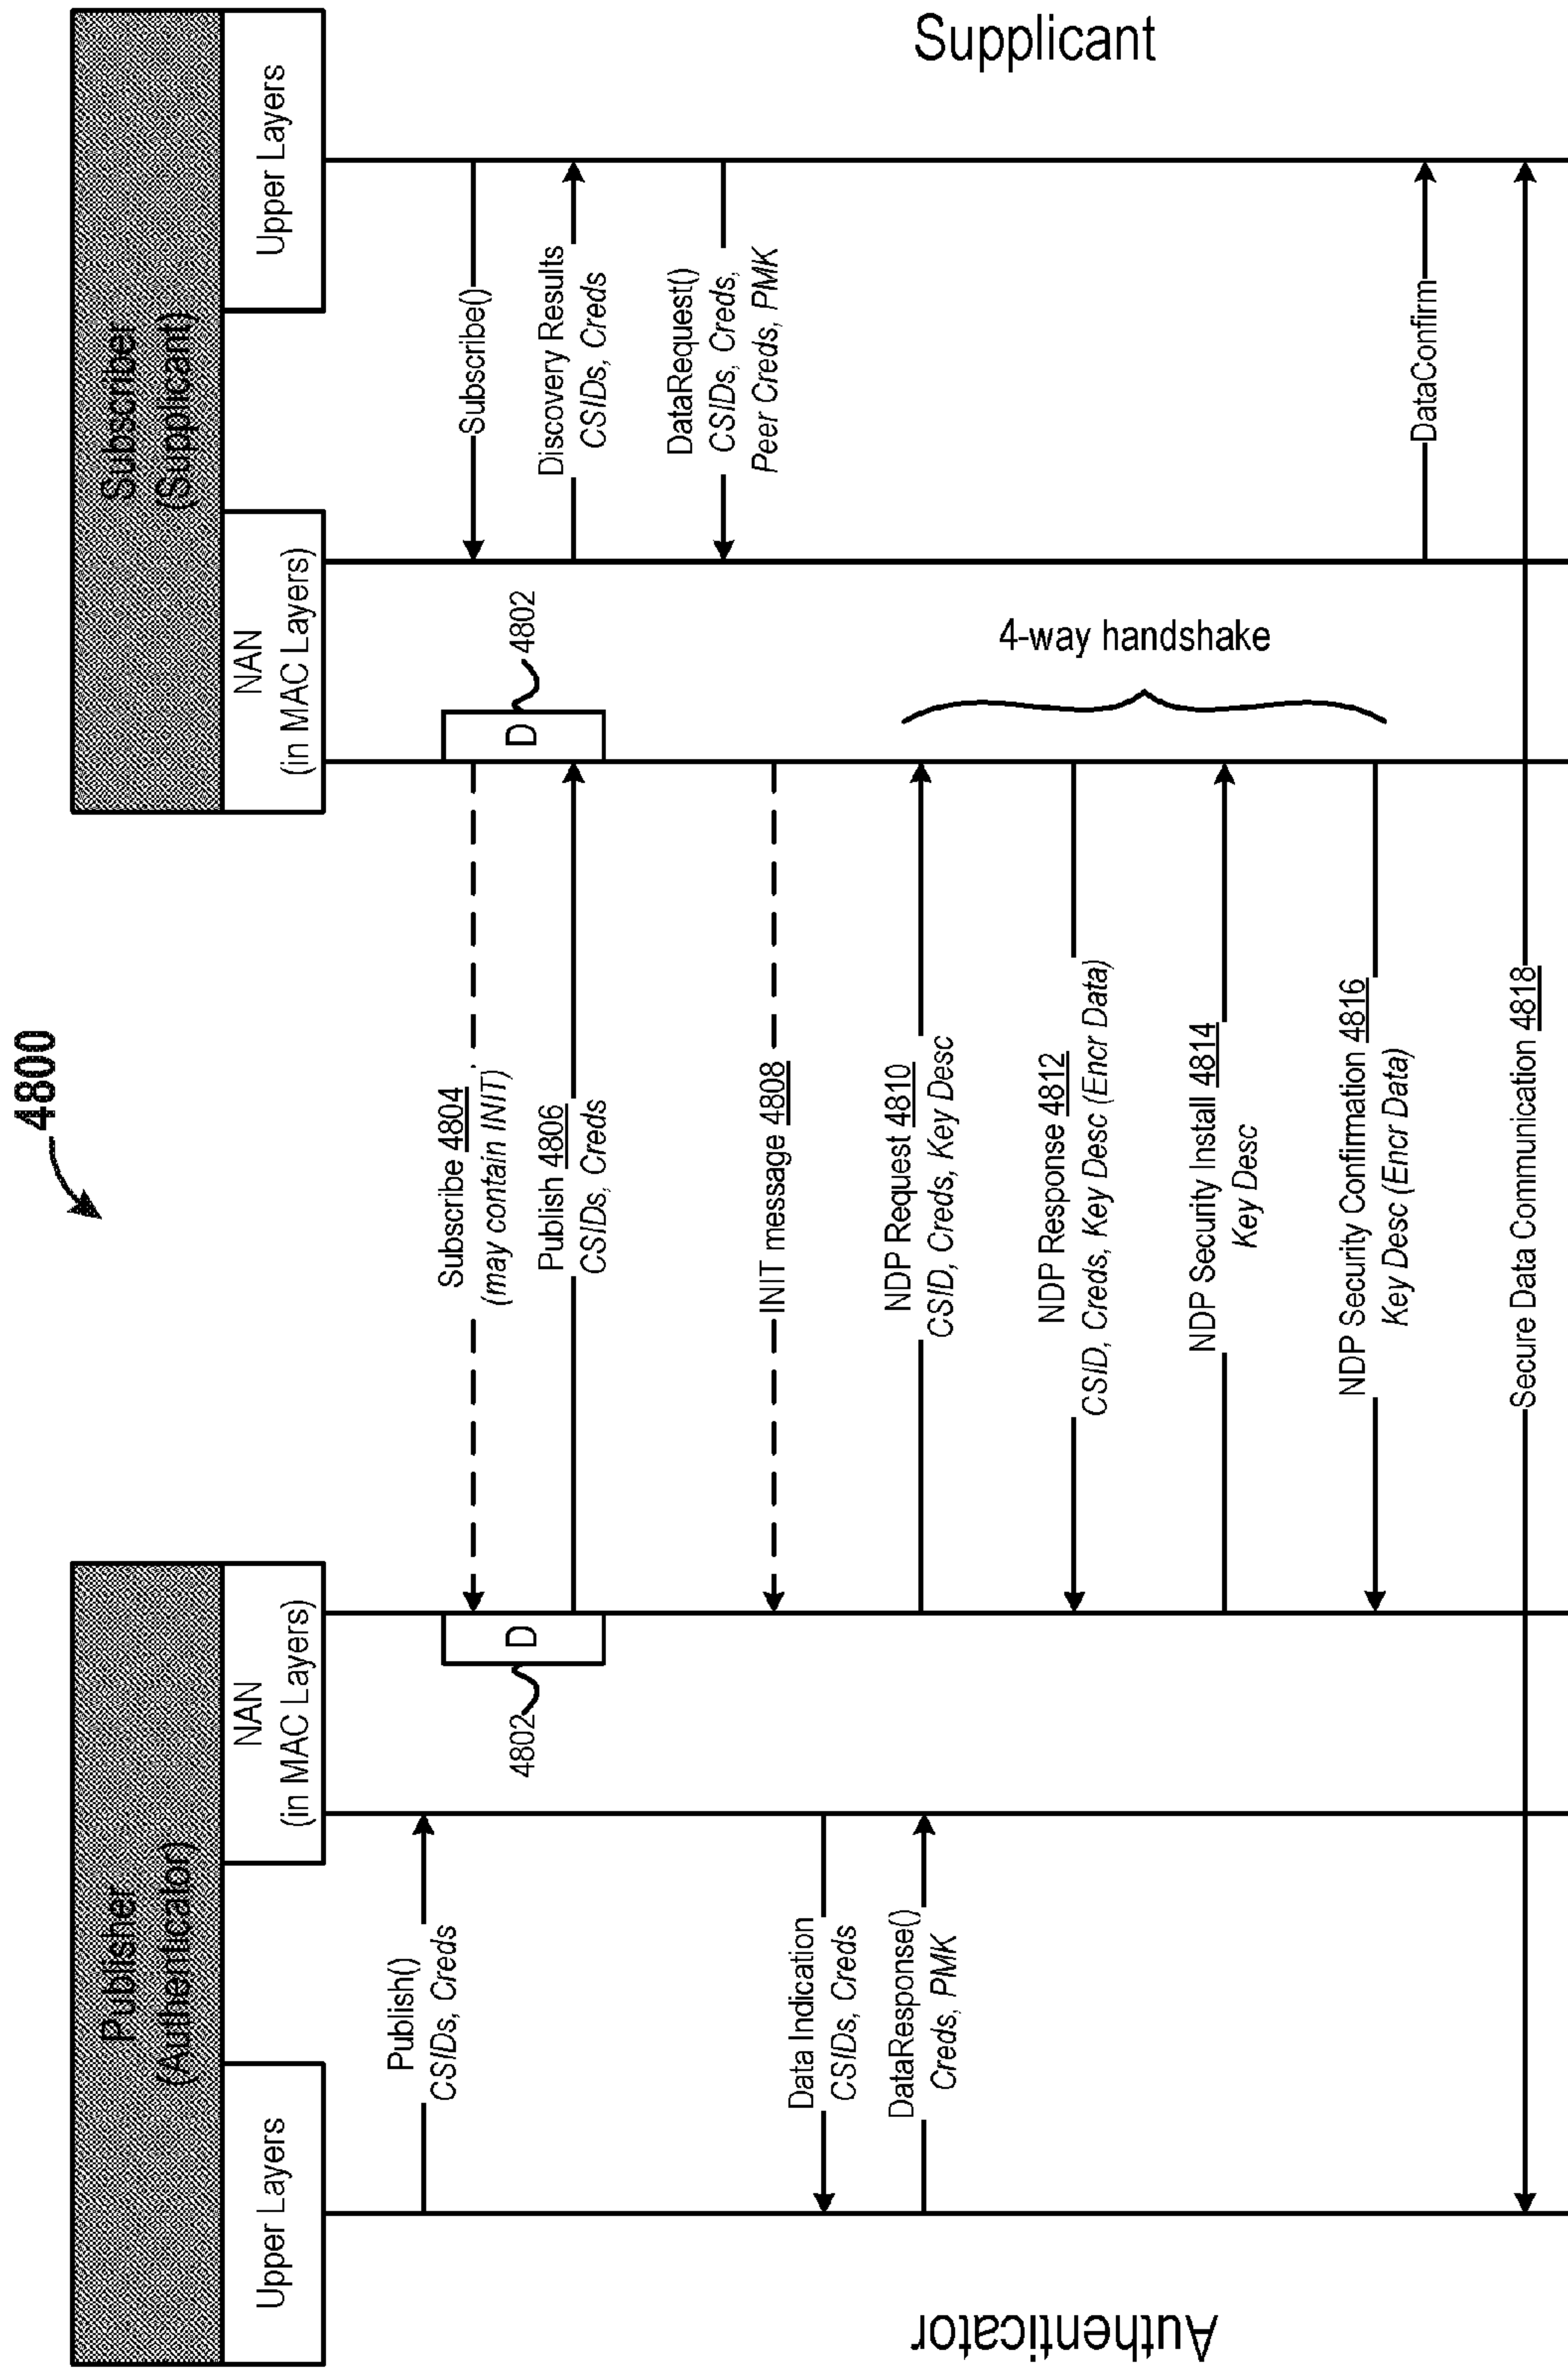 4800
Publisher
(Authenticator)
Subscriber
(Supplicant)
Upper Layers
NAN
(in MAC Layers)
NAN
(in MAC Layers)
Upper Layers
Authenticator
Supplicant
Publish()
CSIDs, Creds
Subscribe 4804
(may contain INIT)
Subscribe()
4802
D
D
4802
Publish 4806
CSIDs, Creds
Discovery Results
CSIDs, Creds
DataRequest()
CSIDs, Creds,
Peer Creds, PMK
INIT message 4808
Data Indication
CSIDs, Creds
DataResponse()
Creds, PMK
NDP Request 4810
CSID, Creds, Key Desc
NDP Response 4812
CSID, Creds, Key Desc (Encr Data)
4-way handshake
NDP Security Install 4814
Key Desc
NDP Security Confirmation 4816
Key Desc (Encr Data)
DataConfirm
Secure Data Communication 4818